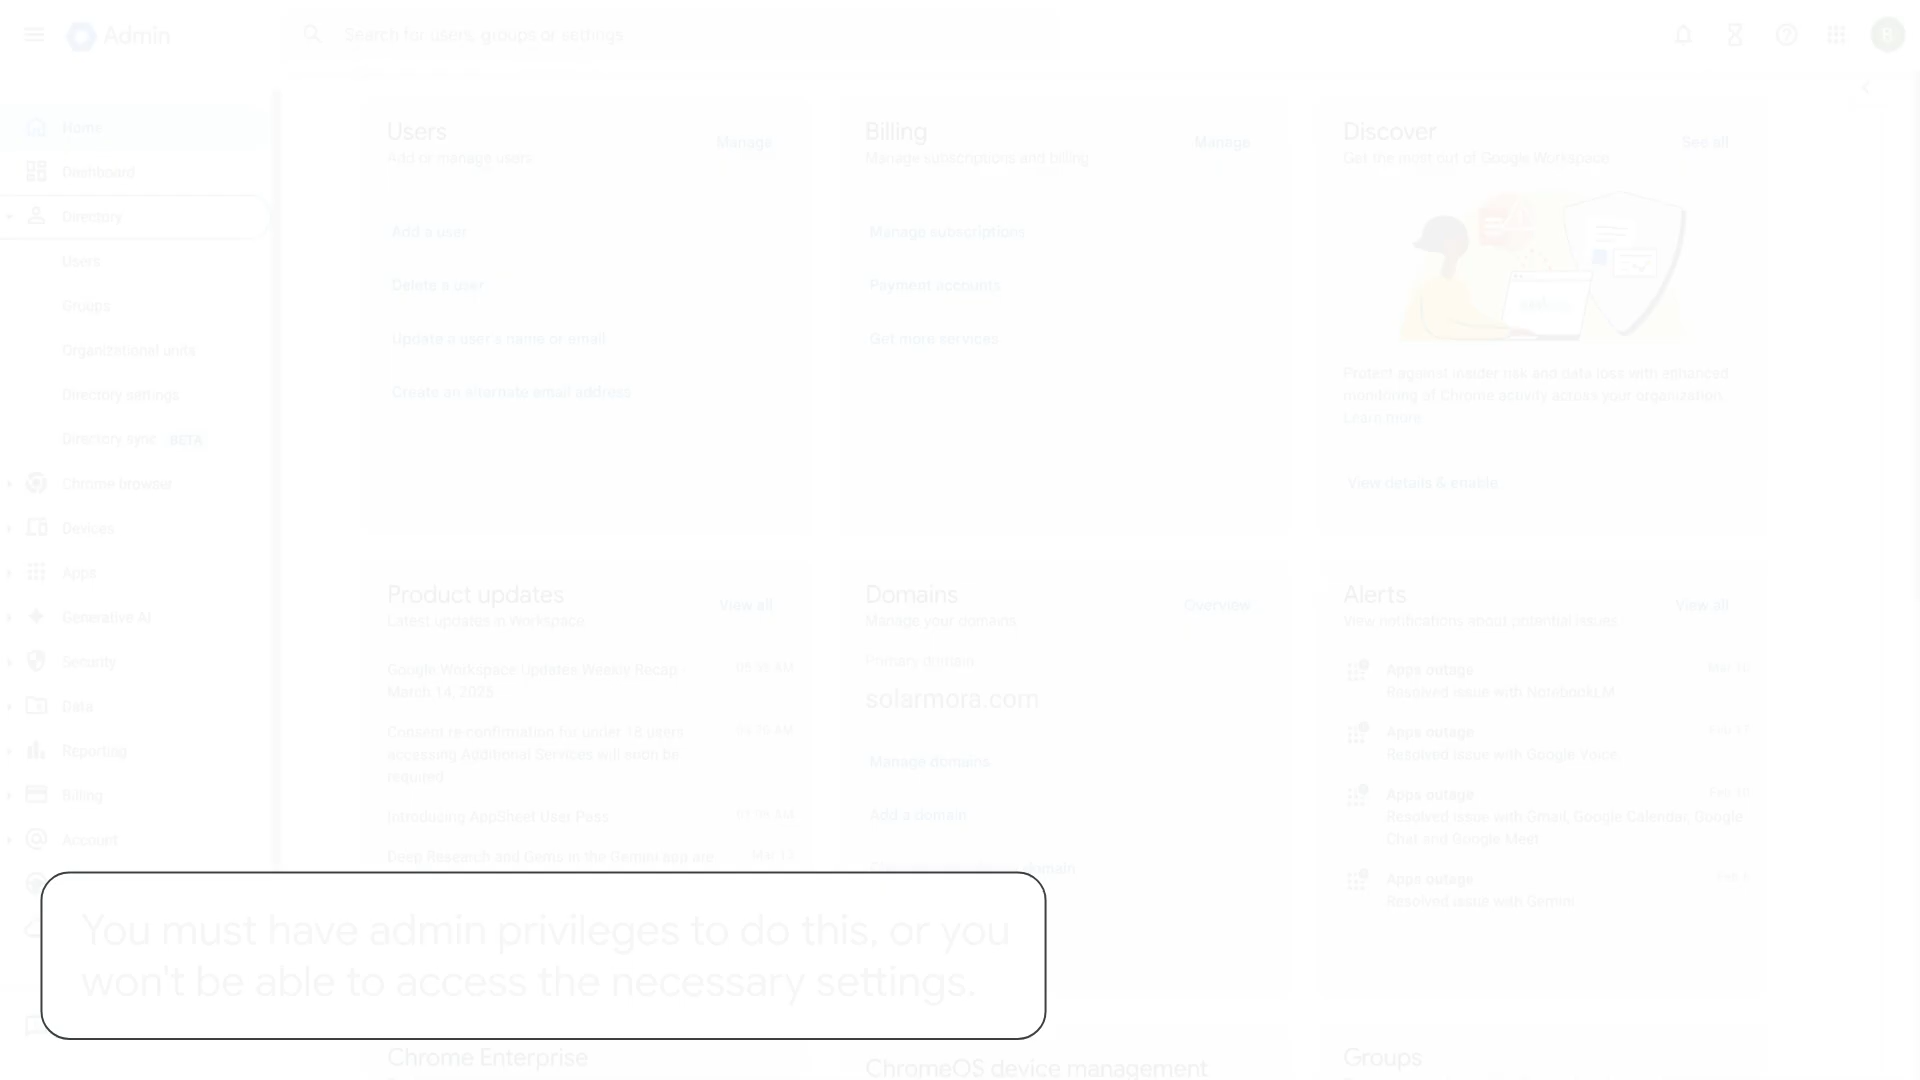 Admin
Search for users, groups or settings
Home
Dashboard
Directory
Users
Groups
Organizational units
Directory settings
Directory sync BETA
Chrome browser
Devices
Apps
Generative AI
Security
Data
Reporting
Billing
Account
Users
Manage
Add or manage users
Add a user
Delete a user
Update a user's name or email
Create an alternate email address
Billing
Manage
Manage subscriptions and billing
Manage subscriptions
Payment accounts
Get more services
Discover
See all
Get the most out of Google Workspace
Protect against insider risk and data loss with enhanced
monitoring of Chrome activity across your organization.
Learn more
View details & enable
Product updates
View all
Latest updates in Workspace
Google Workspace Updates Weekly Recap -
March 14, 2025
Consent re-confirmation for under 18 users
accessing Additional Services will soon be
required
Introducing AppSheet User Pass
Deep Research and Gems in the Gemini app are
Domains
Overview
Manage your domains
Primary domain
solarmora.com
Manage domains
Add a domain
domain
Alerts
View all
View notifications about potential issues
Apps outage
Resolved issue with NotebookLM
Apps outage
Resolved issue with Google Voice.
Apps outage
Resolved issue with Gmail, Google Calendar, Google
Chat and Google Meet
Apps outage
Resolved issue with Gemini
You must have admin privileges to do this, or you
won't be able to access the necessary settings.
Chrome Enterprise
ChromeOS device management
Groups